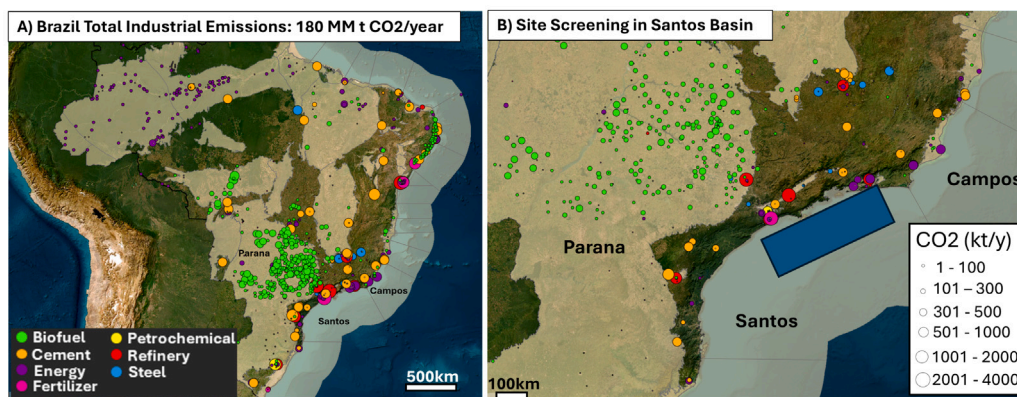 A) Brazil Total Industrial Emissions: 180 MM t CO2/year
Parana
Campos
Santos
Biofuel
Cement
Energy
Fertilizer
Petrochemical
Refinery
Steel
500km
B) Site Screening in Santos Basin
Campos
Parana
Santos
100km
CO2 (kt/y)
1 - 100
101 – 300
301 - 500
501 - 1000
1001 - 2000
2001 - 4000